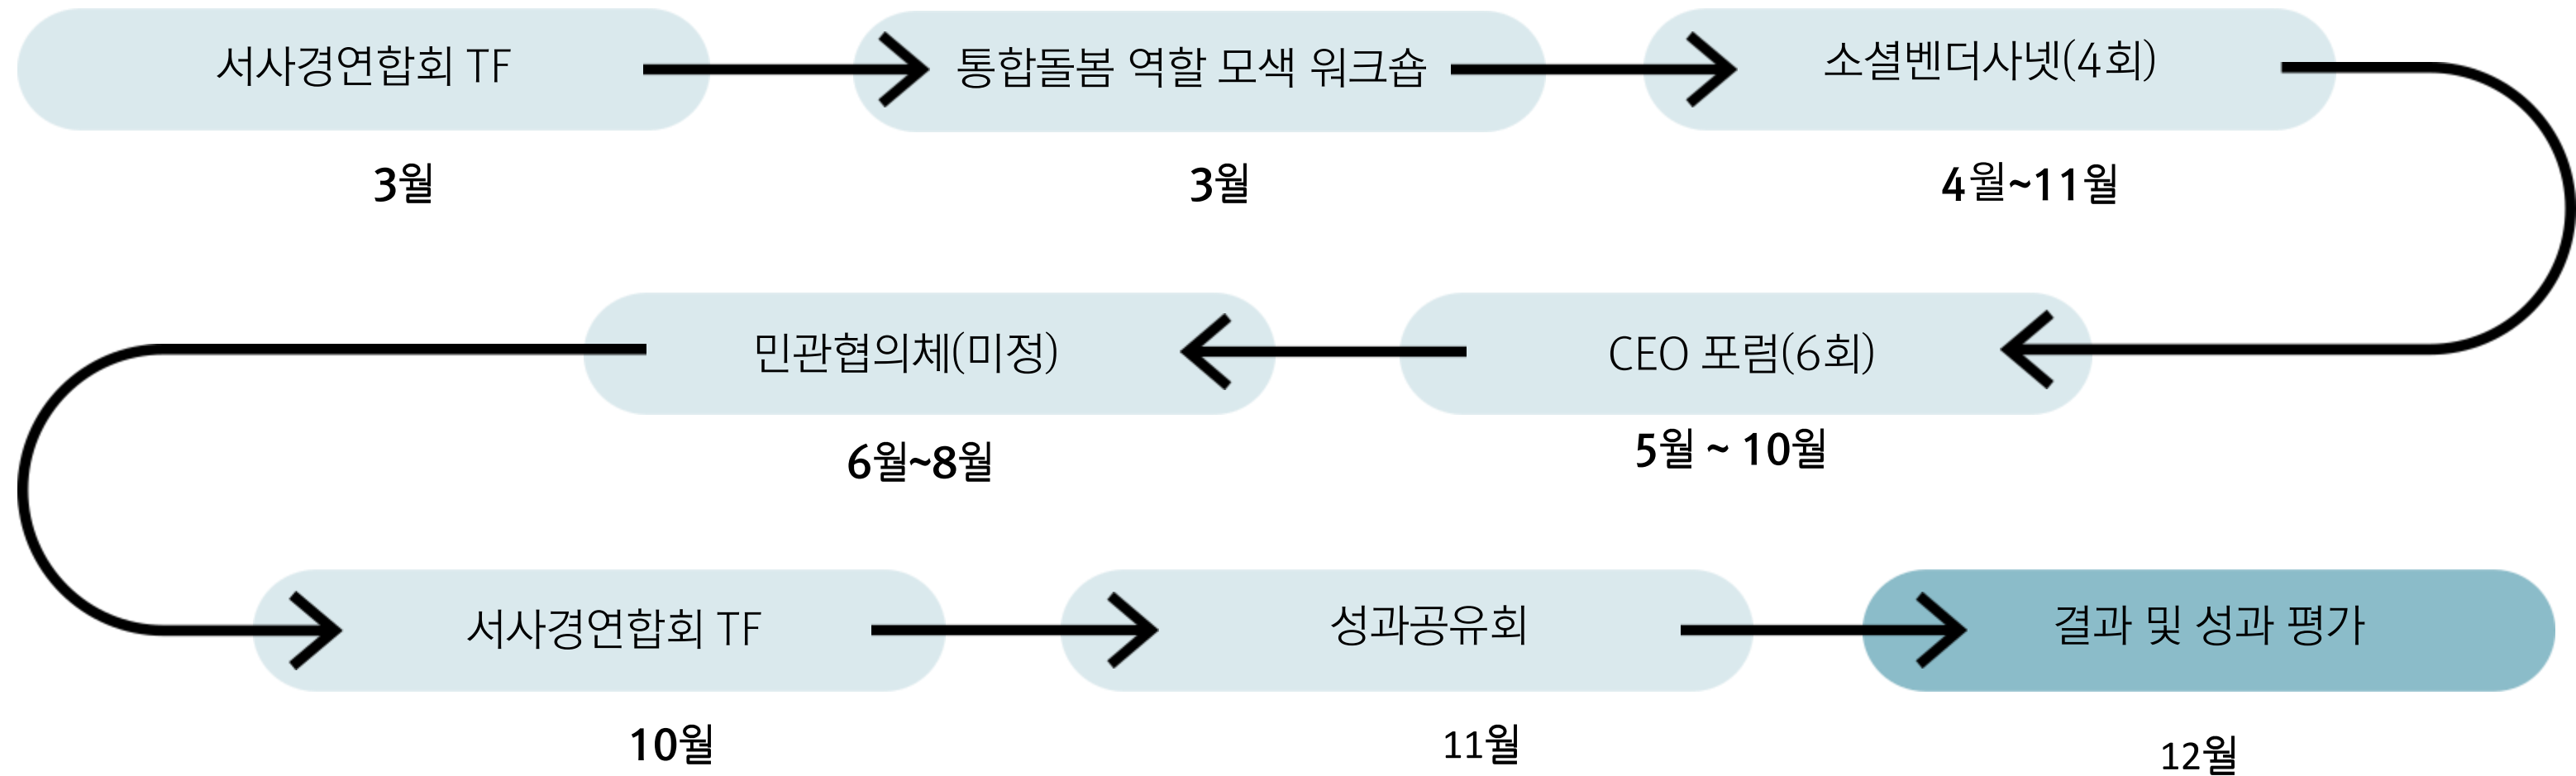 서사경연합회 TF
통합돌봄 역할 모색 워크숍
소셜벤더사넷(4회)
3월
3월
4월~11월
민관협의체(미정)
CEO 포럼(6회)
6월~8월
5월 ~ 10월
서사경연합회 TF
성과공유회
결과 및 성과 평가
10월
11월
12월